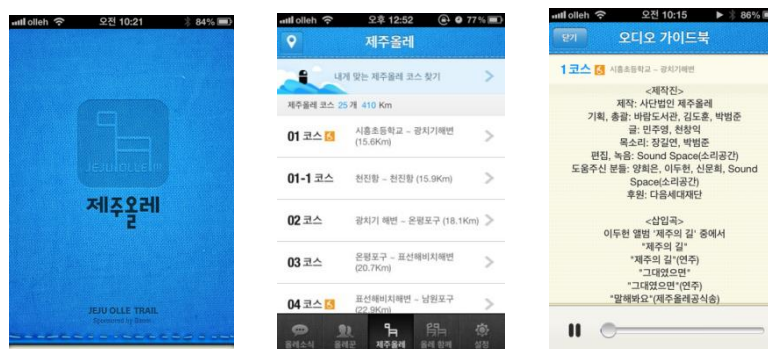 olleh 오전 10:21 84%
JEJU OLLE
제주올레
JEJU OLLE TRAIL
Sponsored by Daum
olleh 오후 12:52 77%
제주올레
내게 맞는 제주올레 코스 찾기
제주올레 코스 25 개 410 Km
01 코스 시흥초등학교 – 광치기해변
(15.6Km)
01-1 코스 천진항 – 천진항 (15.9Km)
02 코스 광치기 해변 – 온평포구 (18.1Km)
03 코스 온평포구 – 표선해비치해변
(20.7Km)
04 코스 표선해비치해변 – 남원포구
(22.9Km)
올레소식 올레꾼 제주올레 올레 함께 설정
olleh 오전 10:15 86%
닫기 오디오 가이드북
1 코스 시흥초등학교 – 광치기해변
<제작진>
제작: 사단법인 제주올레
기획, 총괄: 바람도서관, 김도훈, 박범준
글: 민주영, 천창익
목소리: 장길연, 박범준
편집, 녹음: Sound Space(소리공간)
도움주신 분들: 양희은, 이두헌, 신문희, Sound
Space(소리공간)
후원: 다음세대재단
<삽입곡>
이두헌 앨범 '제주의 길' 중에서
"제주의 길"
"제주의 길"(연주)
"그대였으면"
"그대였으면"(연주)
"말해봐요"(제주올레공식송)